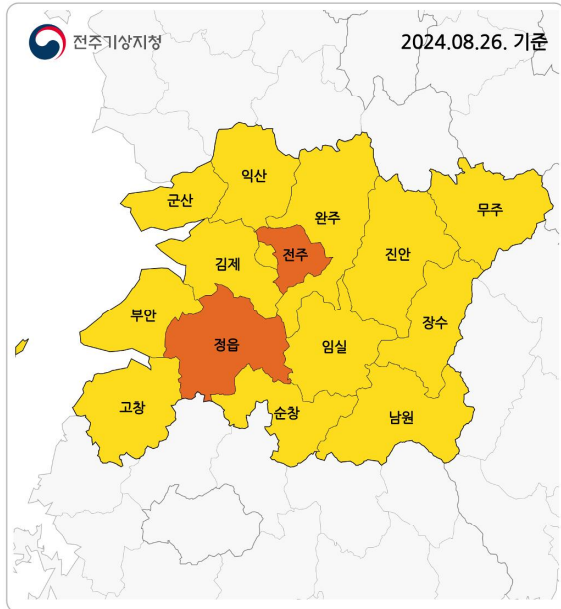 전주기상지청
2024.08.26. 기준
익산
군산
완주
무주
전주
진안
김제
부안
장수
정읍
임실
고창
순창
남원